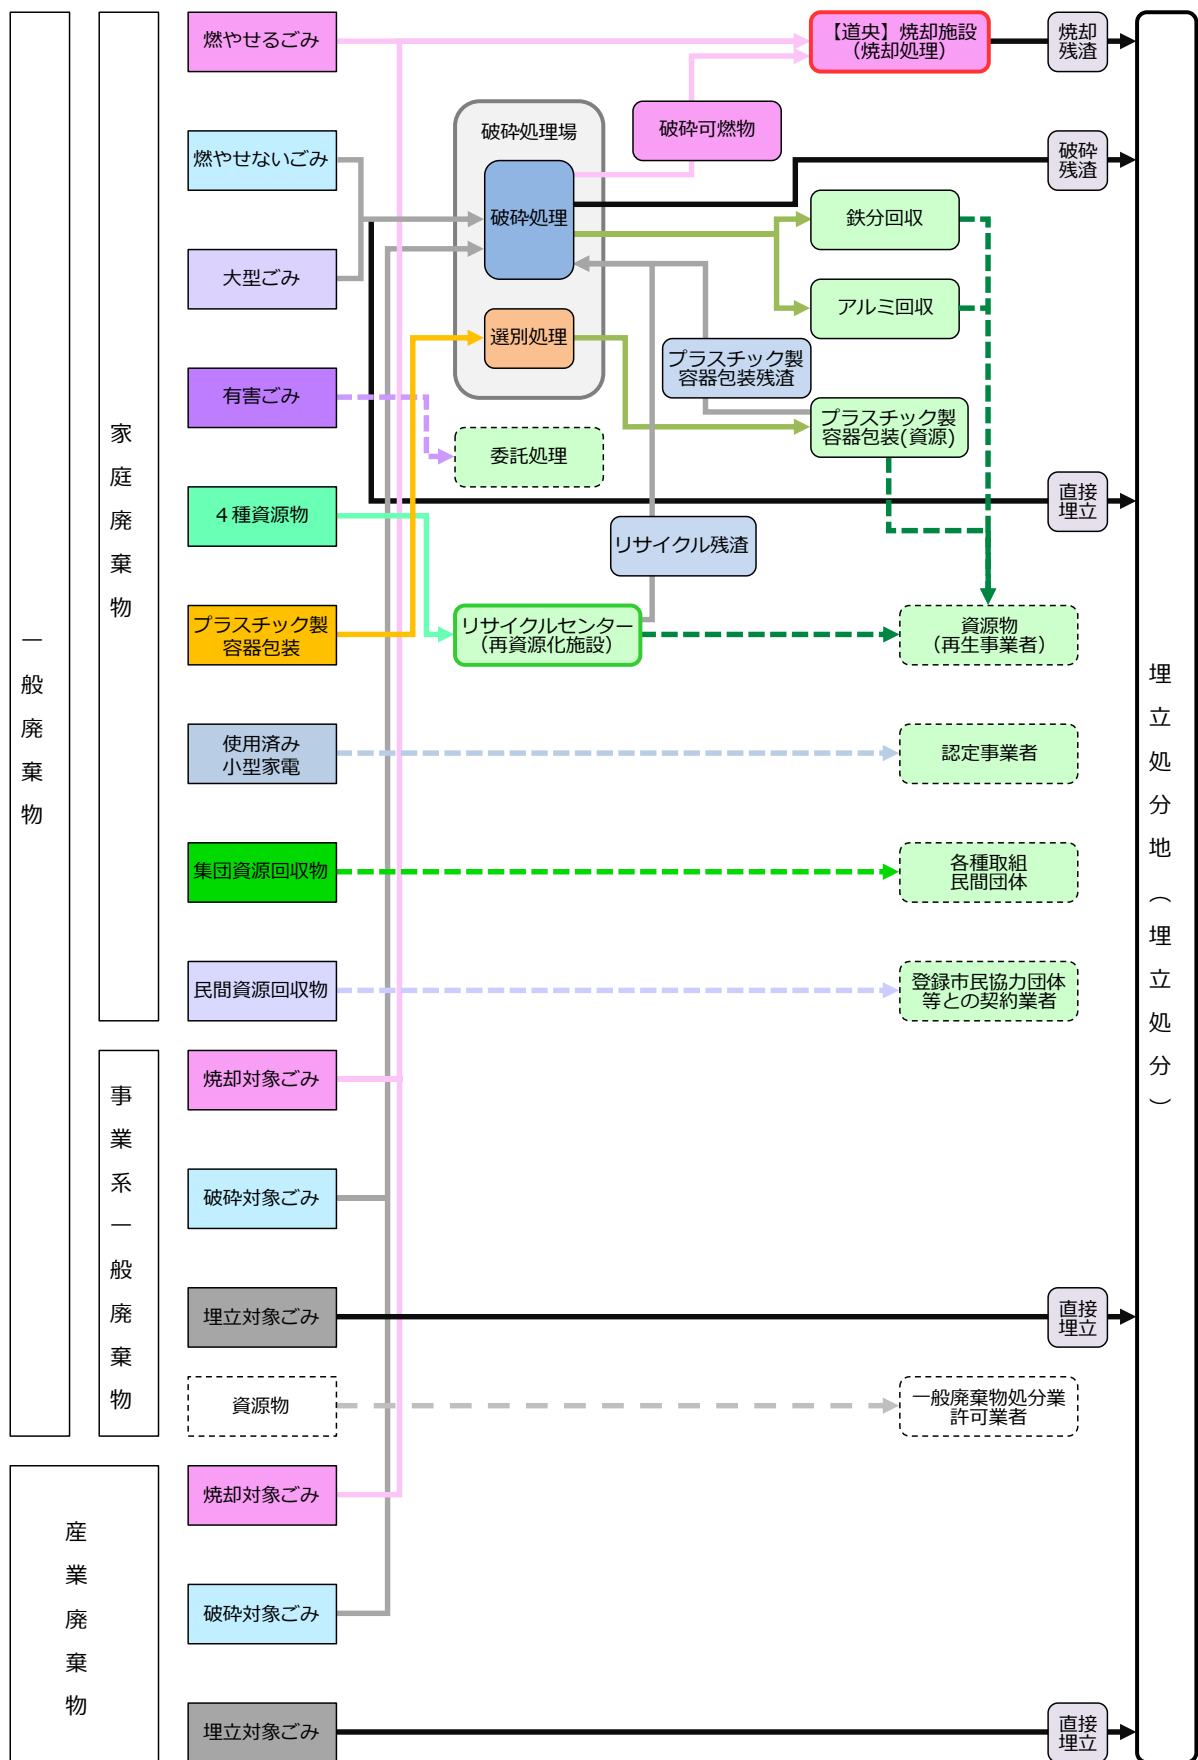 一般廃棄物
家庭廃棄物
燃やせるごみ
【道央】焼却施設
（焼却処理）
焼却
残渣
燃やせないごみ
破砕処理場
破砕可燃物
破砕
残渣
破砕処理
鉄分回収
大型ごみ
アルミ回収
選別処理
プラスチック製
容器包装残渣
有害ごみ
プラスチック製
容器包装(資源)
委託処理
直接
埋立
４種資源物
リサイクル残渣
プラスチック製
容器包装
リサイクルセンター
（再資源化施設）
資源物
（再生事業者）
使用済み
小型家電
認定事業者
集団資源回収物
各種取組
民間団体
民間資源回収物
登録市民協力団体
等との契約業者
事業系一般廃棄物
焼却対象ごみ
破砕対象ごみ
埋立対象ごみ
直接
埋立
資源物
一般廃棄物処分業
許可業者
産業廃棄物
焼却対象ごみ
破砕対象ごみ
埋立対象ごみ
直接
埋立
埋立処分地（埋立処分）